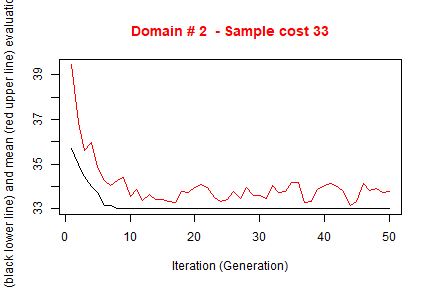 Domain # 2 - Sample cost 33
(black lower line) and mean (red upper line) evaluatio
39
37
35
33
0 10 20 30 40 50
Iteration (Generation)